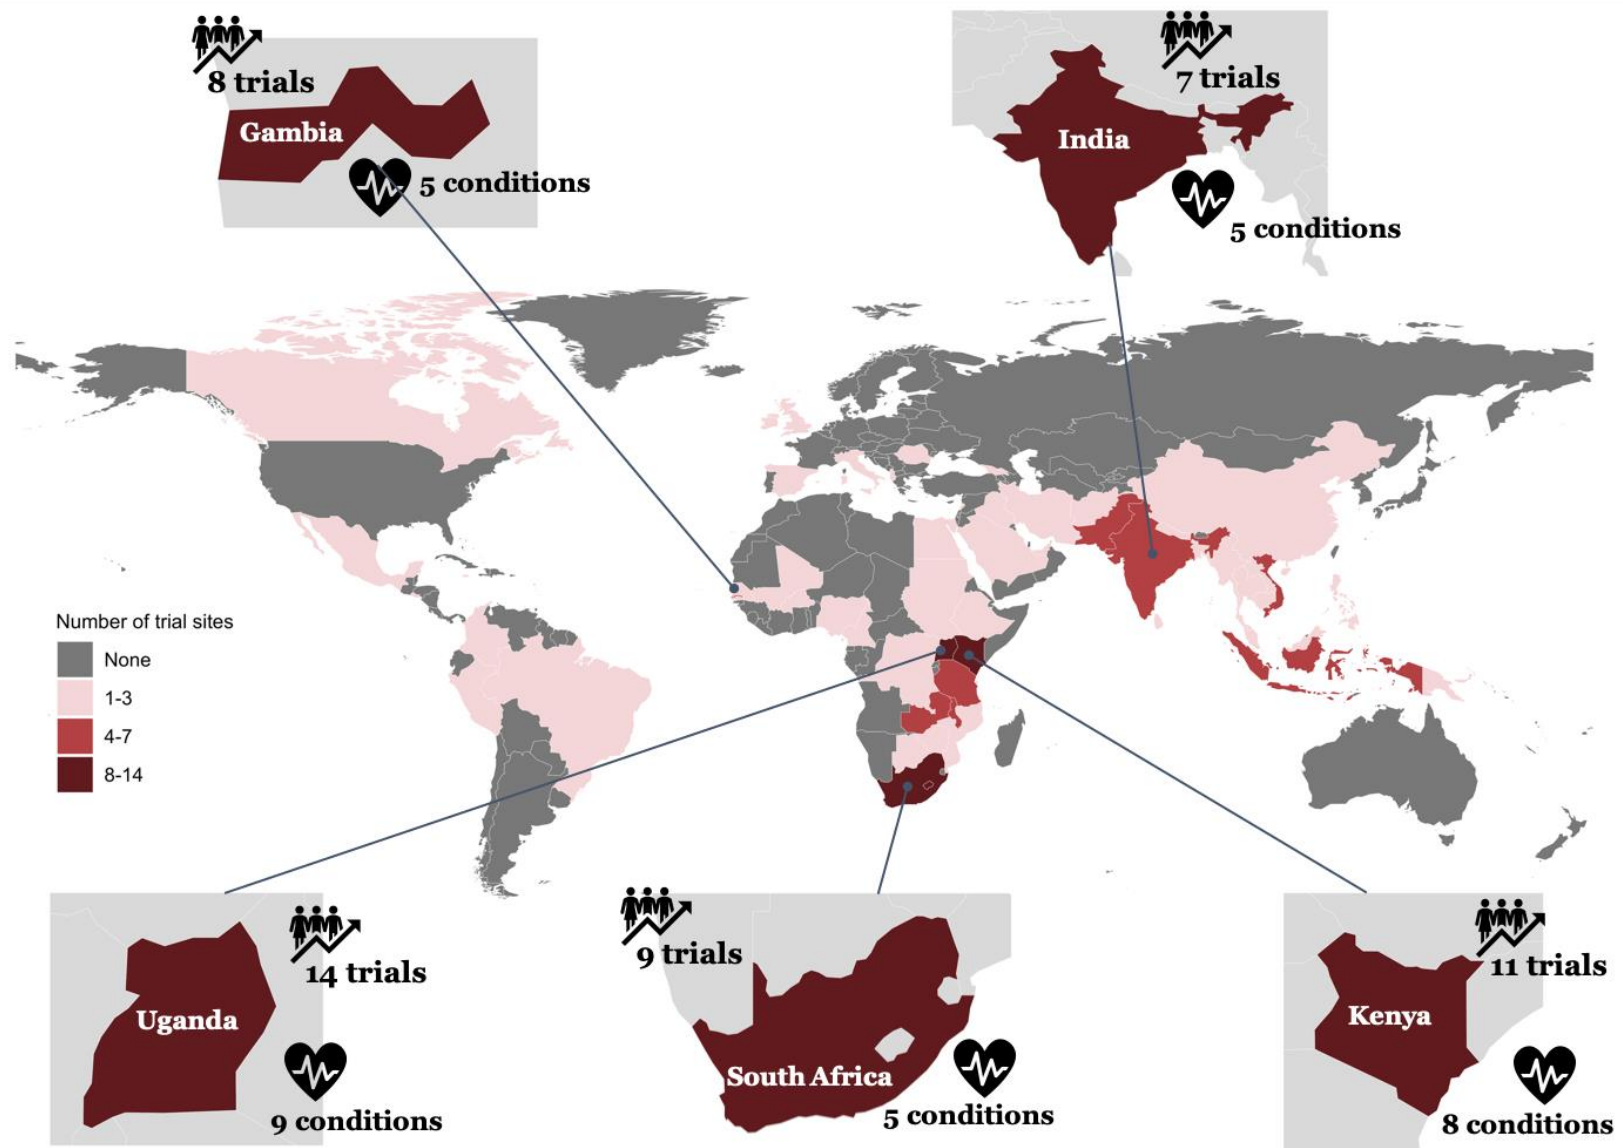 8 trials
Gambia
5 conditions
7 trials
India
5 conditions
Number of trial sites
None
1-3
4-7
8-14
14 trials
Uganda
9 conditions
9 trials
South Africa
5 conditions
11 trials
Kenya
8 conditions